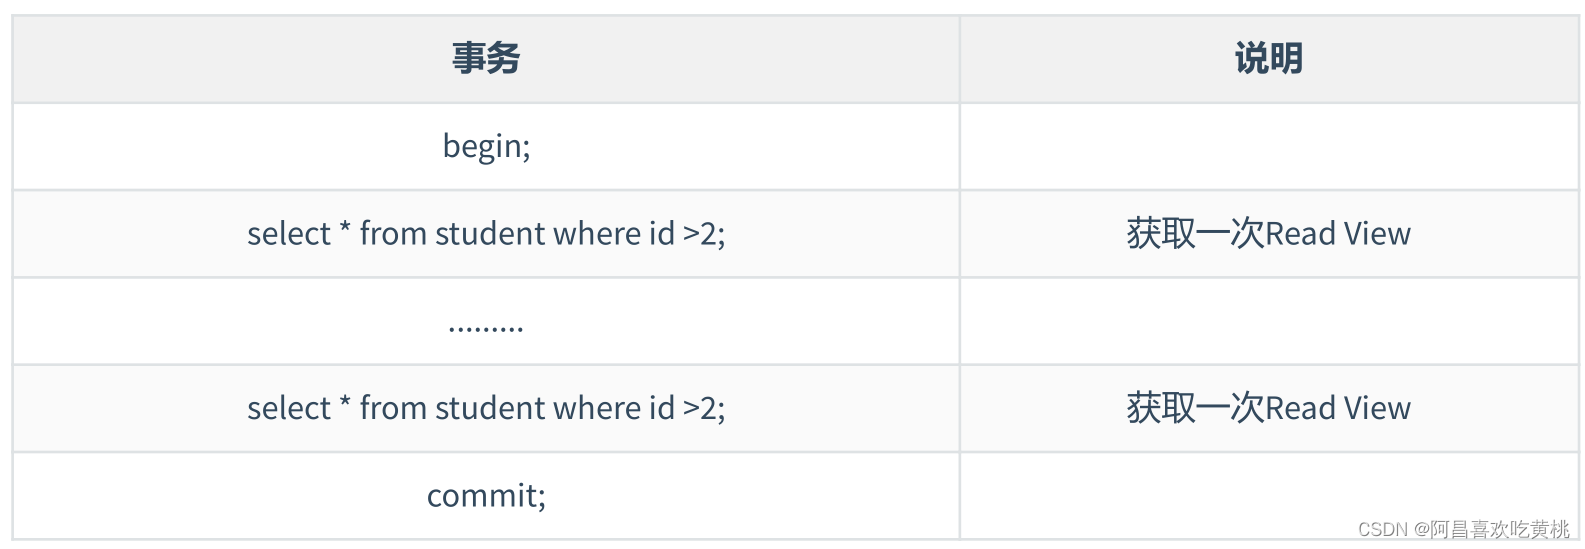 事务 说明
begin;
select * from student where id >2; 获取一次Read View
.........
select * from student where id >2; 获取一次Read View
commit;
CSDN @阿昌喜欢吃黄桃